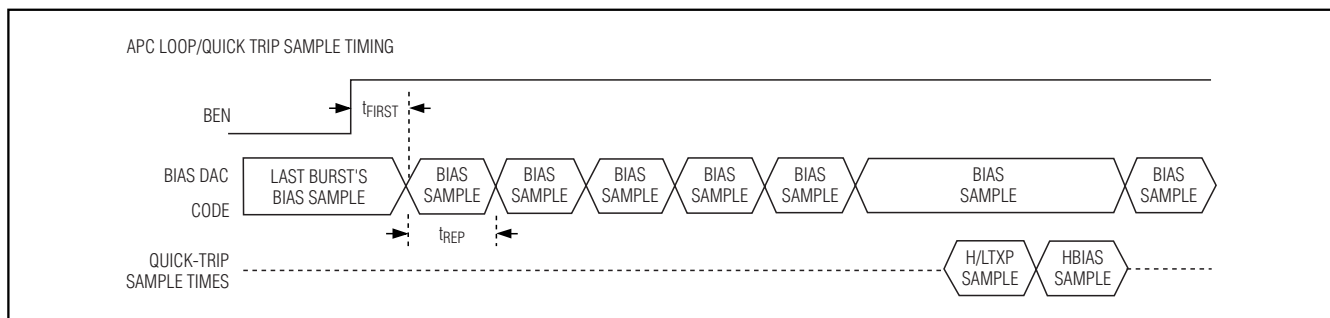 APC LOOP/QUICK TRIP SAMPLE TIMING
BEN
tFIRST
BIAS DAC
CODE
LAST BURST'S
BIAS SAMPLE
BIAS
SAMPLE
BIAS
SAMPLE
BIAS
SAMPLE
BIAS
SAMPLE
BIAS
SAMPLE
BIAS
SAMPLE
BIAS
SAMPLE
tREP
QUICK-TRIP
SAMPLE TIMES
H/LTXP
SAMPLE
HBIAS
SAMPLE